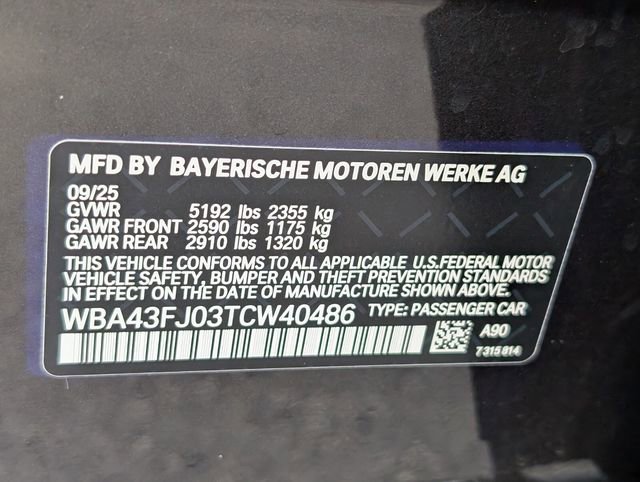 MFD BY BAYERISCHE MOTOREN WERKE AG
09/25
GVWR 5192 lbs 2355 kg
GAWR FRONT 2590 lbs 1175 kg
GAWR REAR 2910 lbs 1320 kg
THIS VEHICLE CONFORMS TO ALL APPLICABLE U.S.FEDERAL MOTOR
VEHICLE SAFETY, BUMPER AND THEFT PREVENTION STANDARDS
IN EFFECT ON THE DATE OF MANUFACTURE SHOWN ABOVE.
WBA43FJ03TCW40486 TYPE: PASSENGER CAR
A90
7 315 814